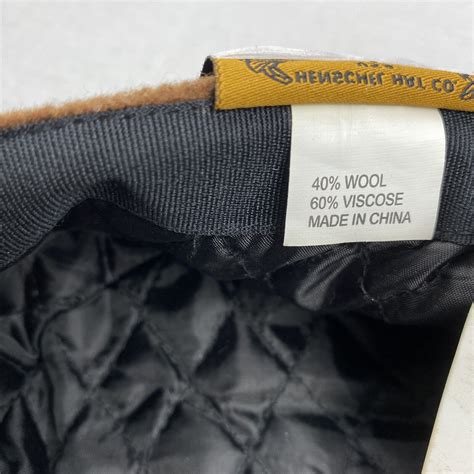 HENSCHEL HAT CO
40% WOOL
60% VISCOSE
MADE IN CHINA